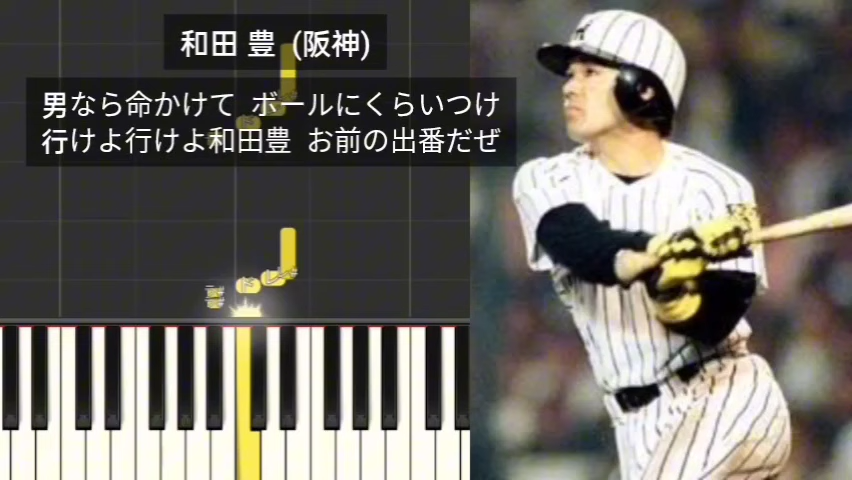 和田 豊 (阪神)
男なら命かけて ボールにくらいつけ
行けよ行けよ和田豊 お前の出番だぜ